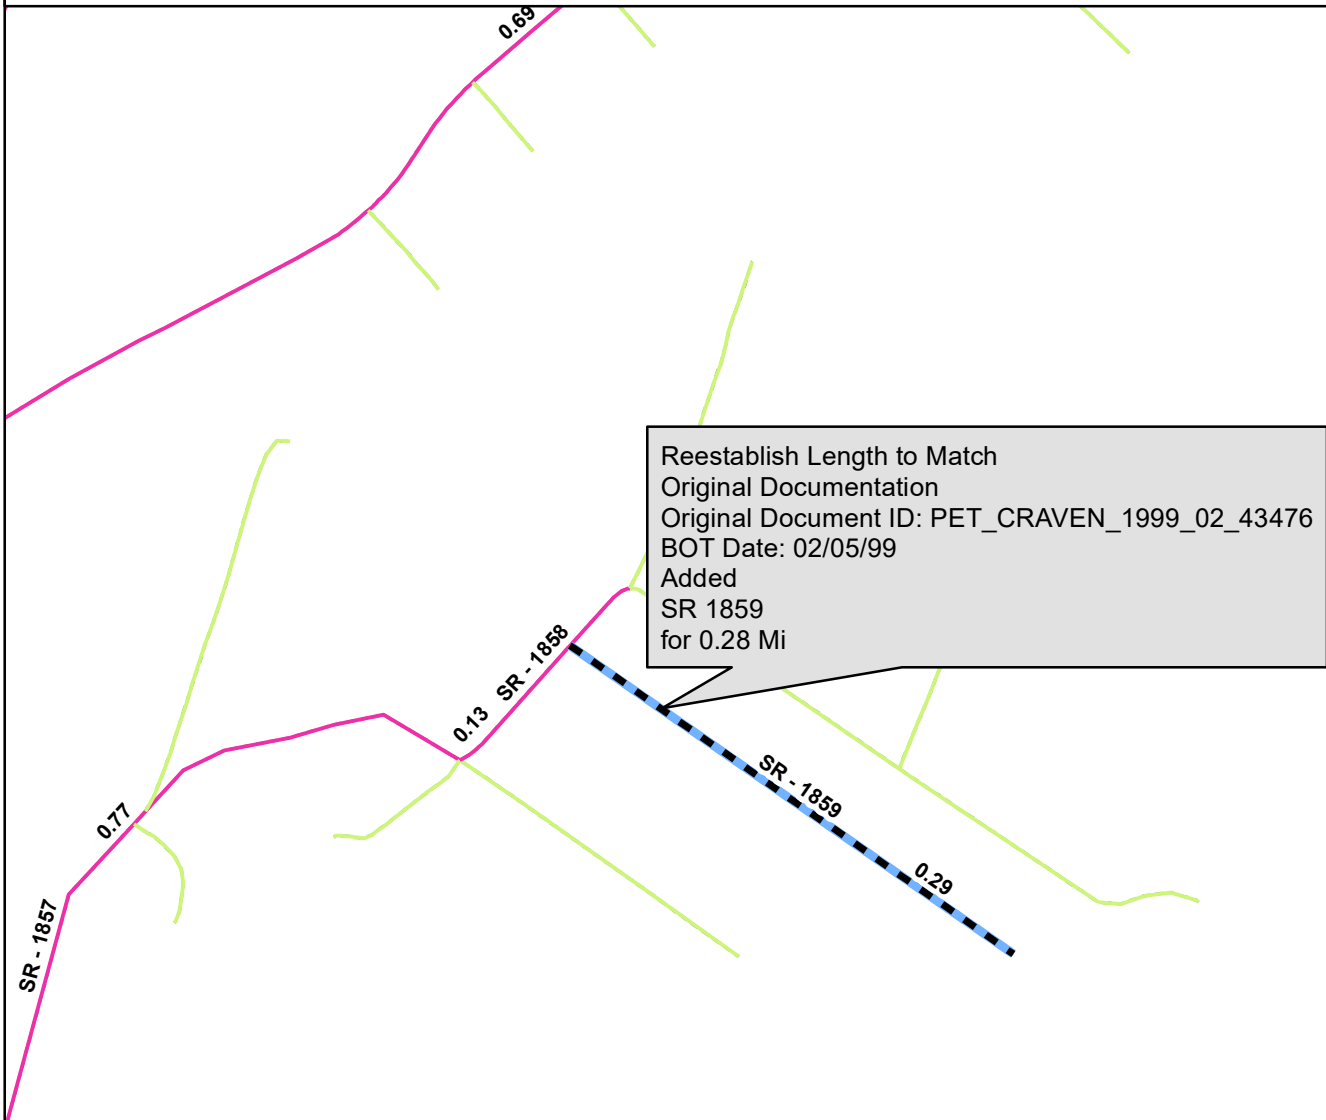 0.69
Reestablish Length to Match
Original Documentation
Original Document ID: PET_CRAVEN_1999_02_43476
BOT Date: 02/05/99
Added
SR 1859
for 0.28 Mi
SR - 1858
0.13
SR - 1859
0.77
0.29
SR - 1857